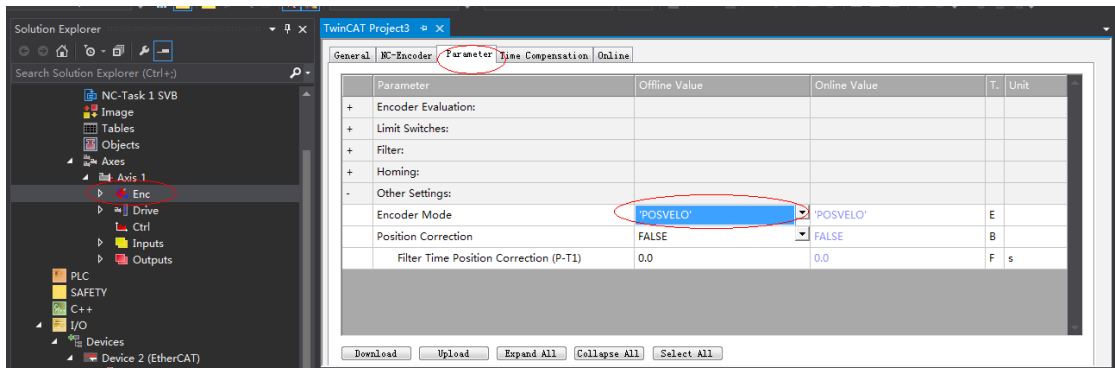 Solution Explorer
Search Solution Explorer (Ctrl+;)
NC-Task 1 SVB
Image
Tables
Objects
Axes
Axis 1
Enc
Drive
Ctrl
Inputs
Outputs
PLC
SAFETY
C++
I/O
Devices
Device 2 (EtherCAT)
TwinCAT Project3
General NC-Encoder Parameter Time Compensation Online
Parameter Offline Value Online Value T. Unit
+ Encoder Evaluation:
+ Limit Switches:
+ Filter:
+ Homing:
- Other Settings:
Encoder Mode 'POSVELO' 'POSVELO' E
Position Correction FALSE FALSE B
Filter Time Position Correction (P-T1) 0.0 0.0 F s
Download Upload Expand All Collapse All Select All